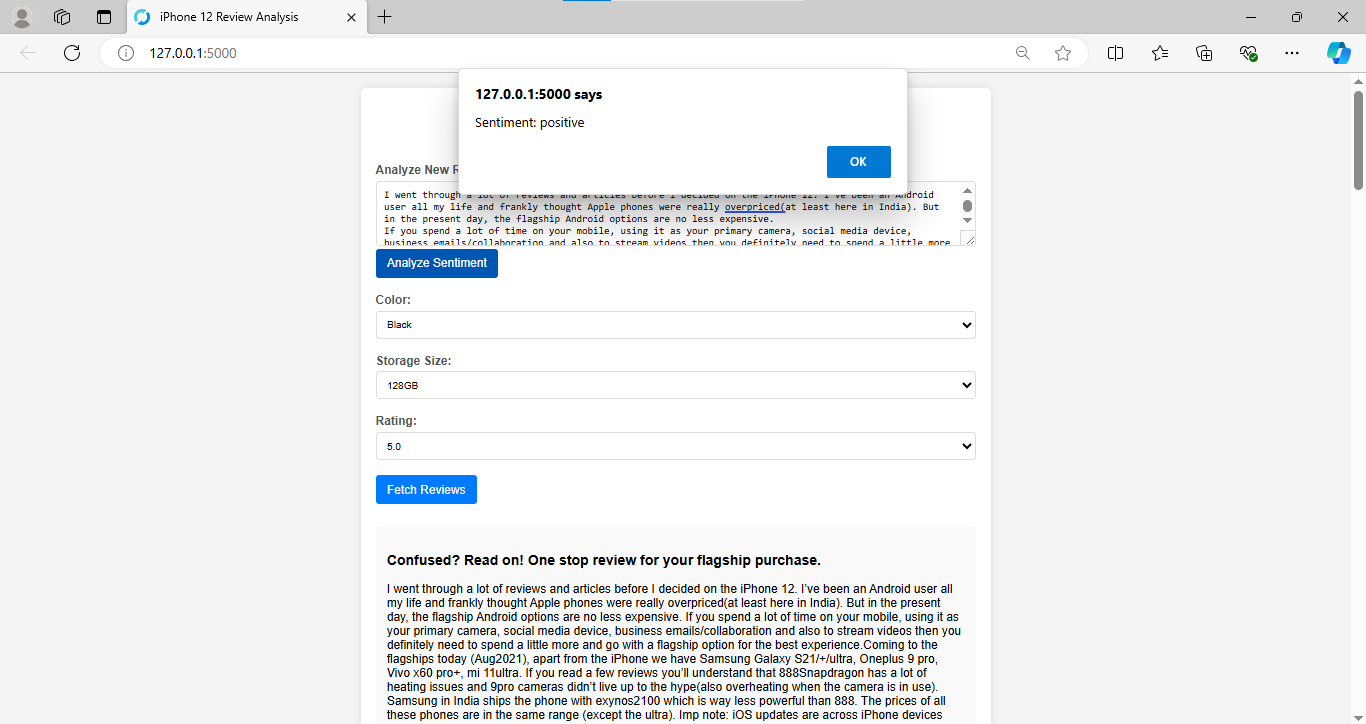 iPhone 12 Review Analysis
127.0.0.1:5000
127.0.0.1:5000 says
Sentiment: positive
OK
Analyze New
I went through a lot of reviews and articles before I decided on the iPhone 12. I've been an Android
user all my life and frankly thought Apple phones were really overpriced(at least here in India). But
in the present day, the flagship Android options are no less expensive.
If you spend a lot of time on your mobile, using it as your primary camera, social media device,
business emails/collaboration and also to stream videos then you definitely need to spend a little more
Analyze Sentiment
Color:
Black
Storage Size:
128GB
Rating:
5.0
Fetch Reviews
Confused? Read on! One stop review for your flagship purchase.
I went through a lot of reviews and articles before I decided on the iPhone 12. I've been an Android user all
my life and frankly thought Apple phones were really overpriced(at least here in India). But in the present
day, the flagship Android options are no less expensive. If you spend a lot of time on your mobile, using it as
your primary camera, social media device, business emails/collaboration and also to stream videos then you
definitely need to spend a little more and go with a flagship option for the best experience.Coming to the
flagships today (Aug2021), apart from the iPhone we have Samsung Galaxy S21/+/ultra, Oneplus 9 pro,
Vivo x60 pro+, mi 11ultra. If you read a few reviews you'll understand that 888Snapdragon has a lot of
heating issues and 9pro cameras didn't live up to the hype(also overheating when the camera is in use).
Samsung in India ships the phone with exynos2100 which is way less powerful than 888. The prices of all
these phones are in the same range (except the ultra). Imp note: iOS updates are across iPhone devices